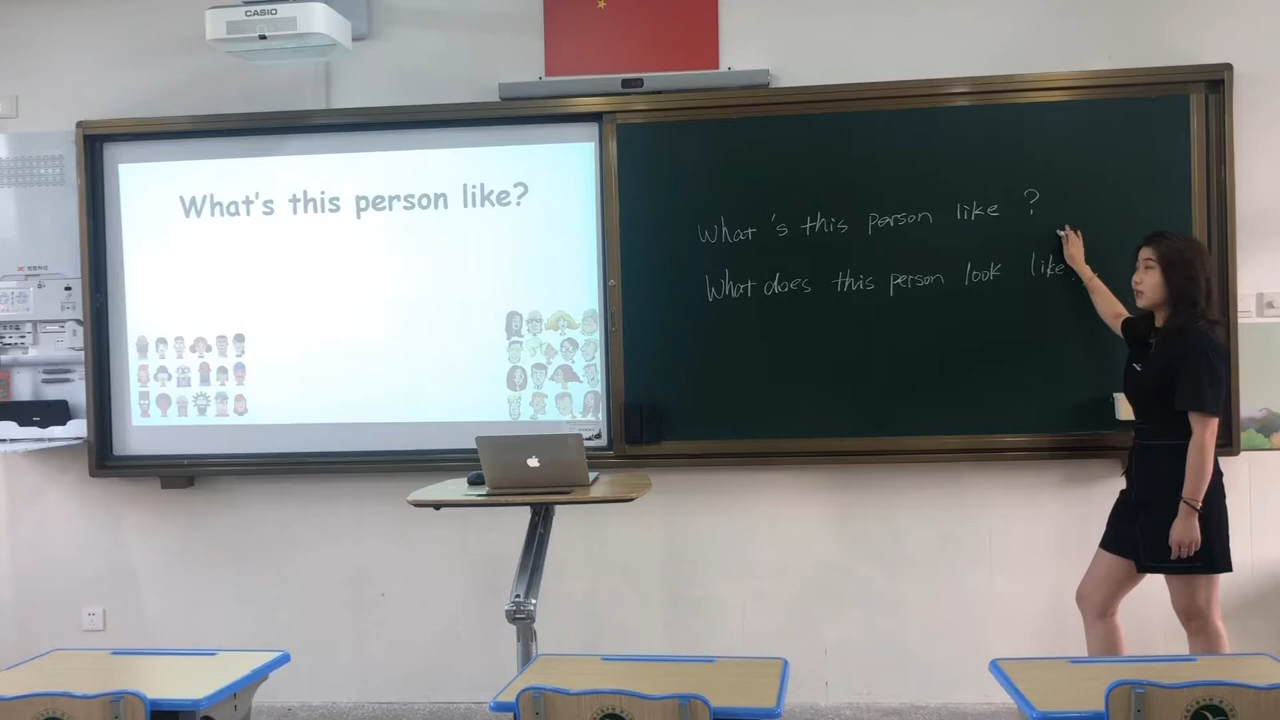 CASIO
What's this person like?
What's this person like ?
What does this person look like